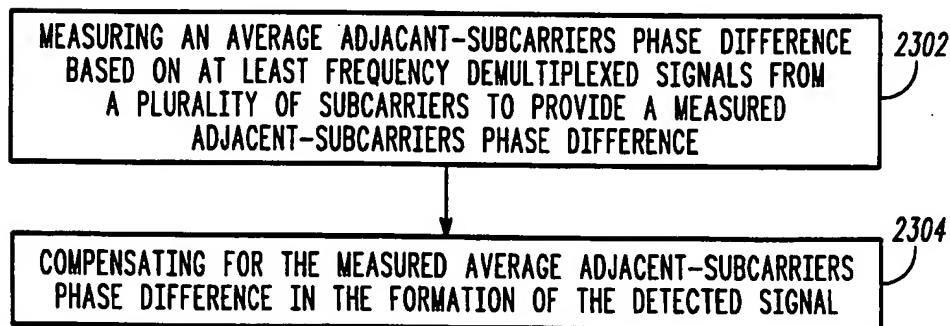 MEASURING AN AVERAGE ADJACANT-SUBCARRIERS PHASE DIFFERENCE
BASED ON AT LEAST FREQUENCY DEMULTIPLEXED SIGNALS FROM
A PLURALITY OF SUBCARRIERS TO PROVIDE A MEASURED
ADJACENT-SUBCARRIERS PHASE DIFFERENCE
2302
COMPENSATING FOR THE MEASURED AVERAGE ADJACENT-SUBCARRIERS
PHASE DIFFERENCE IN THE FORMATION OF THE DETECTED SIGNAL
2304